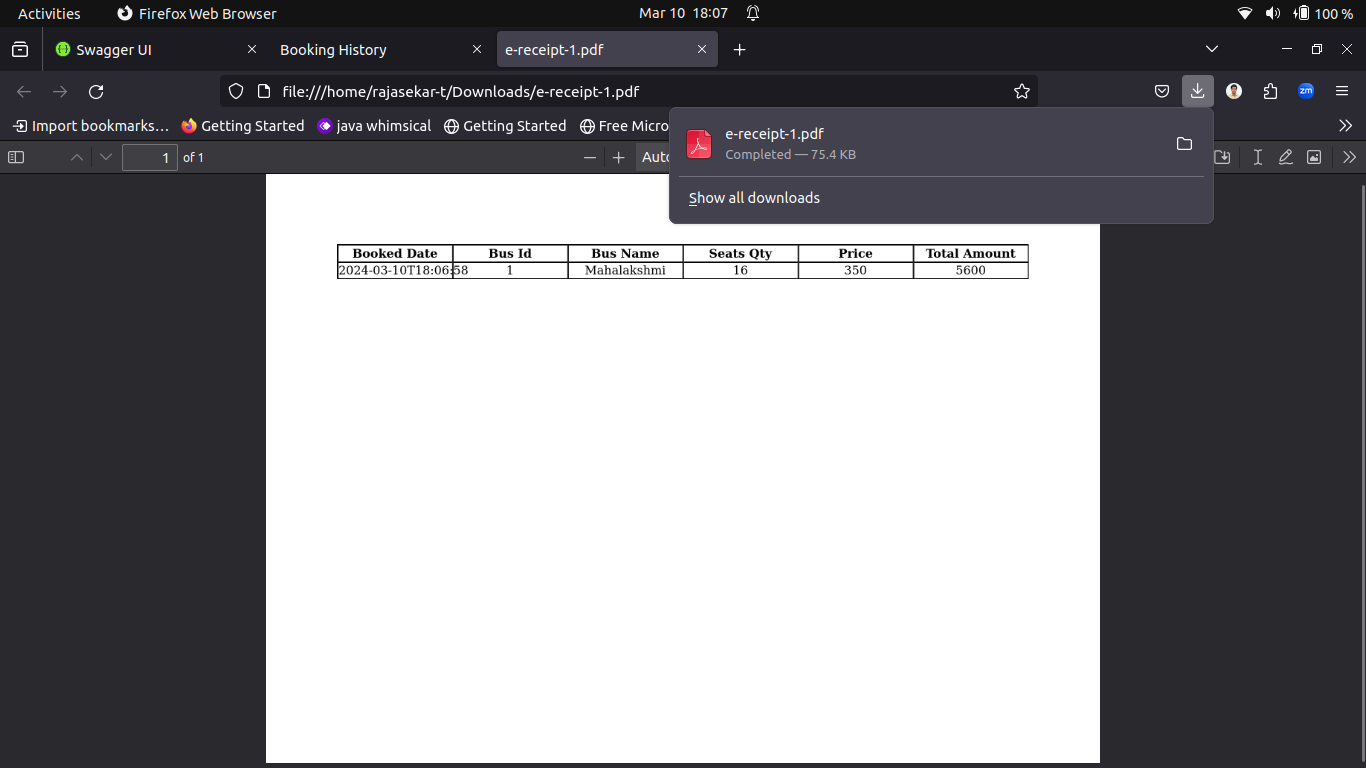 Activities Firefox Web Browser Mar 10 18:07 100 %
Swagger UI Booking History e-receipt-1.pdf
file:///home/rajasekar-t/Downloads/e-receipt-1.pdf zm
Import bookmarks... Getting Started java whimsical Getting Started Free Micro
e-receipt-1.pdf
Completed — 75.4 KB
1 of 1 Auto
Show all downloads
Booked Date Bus Id Bus Name Seats Qty Price Total Amount
2024-03-10T18:06:58 1 Mahalakshmi 16 350 5600